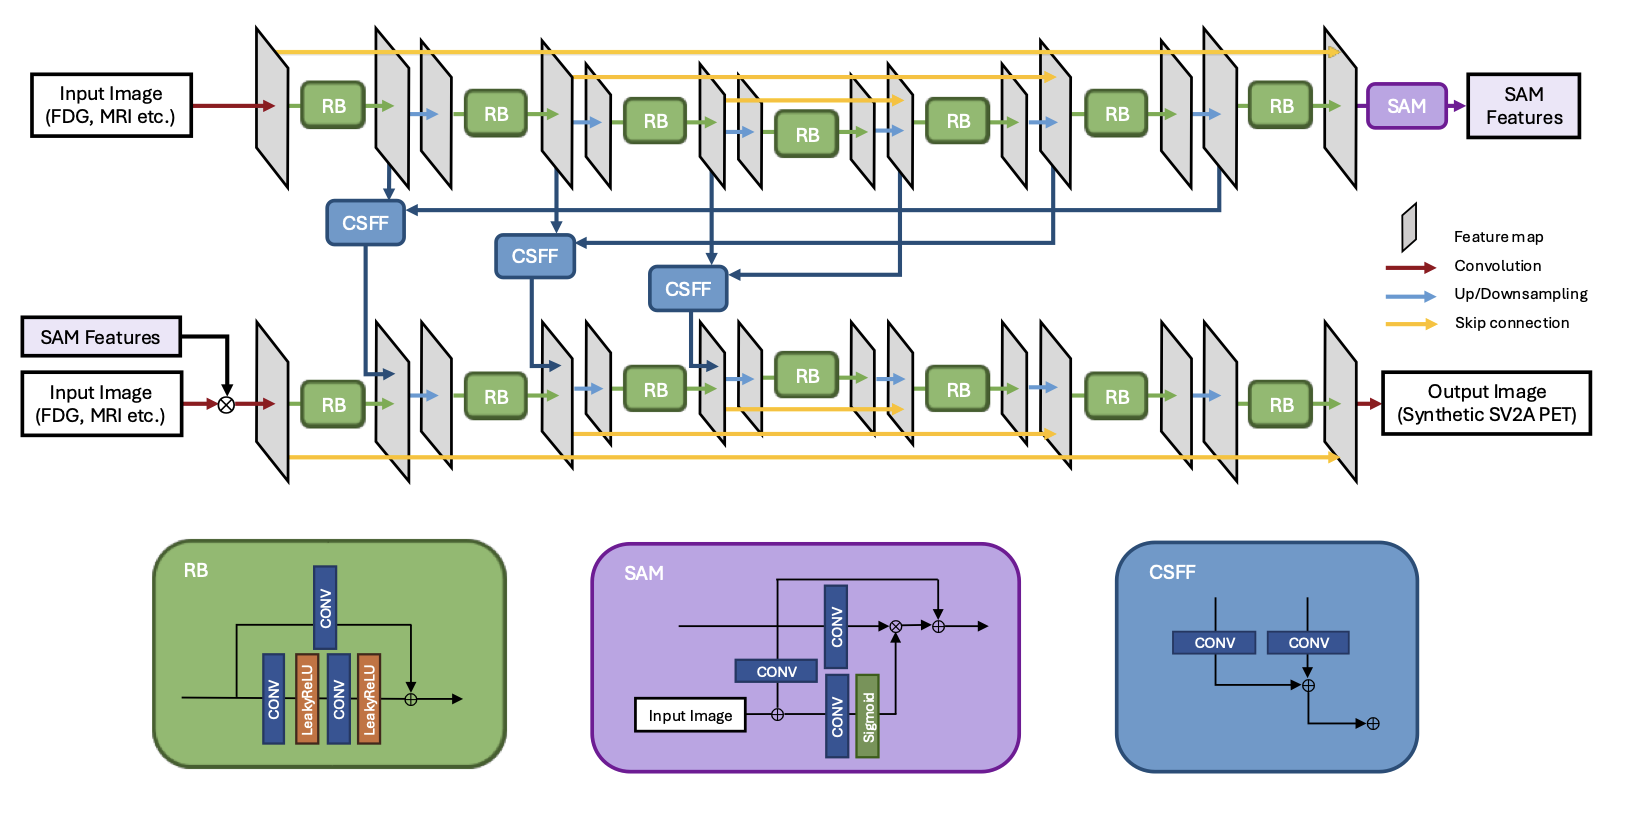 Input Image
(FDG, MRI etc.)
RB
RB
RB
RB
RB
RB
RB
SAM
SAM
Features
CSFF
CSFF
CSFF
Feature map
Convolution
Up/Downsampling
Skip connection
SAM Features
Input Image
(FDG, MRI etc.)
RB
RB
RB
RB
RB
RB
RB
Output Image
(Synthetic SV2A PET)
RB
CONV
CONV
LeakyReLU
CONV
LeakyReLU
SAM
CONV
CONV
Input Image
CONV
Sigmoid
CSFF
CONV
CONV